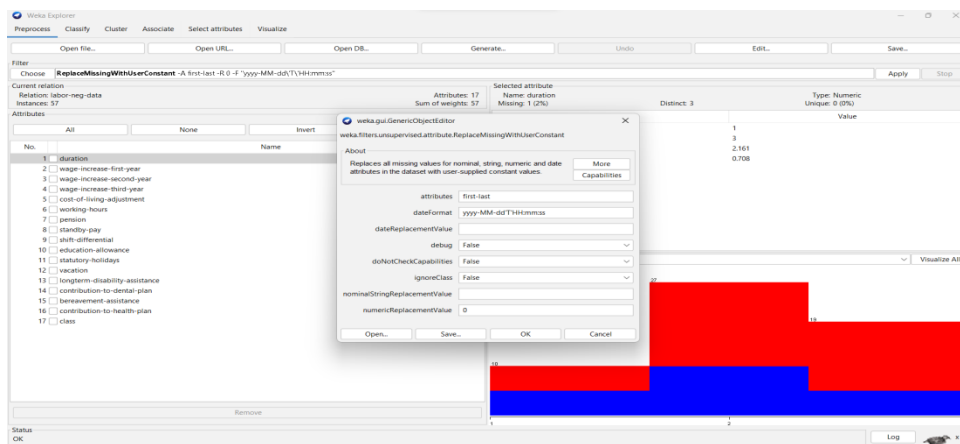 Weka Explorer
Preprocess Classify Cluster Associate Select attributes Visualize
Open file... Open URL... Open DB... Generate... Undo Edit... Save...
Filter
Choose ReplaceMissingWithUserConstant -A first-last -R 0 -F "yyyy-MM-dd\'T\'HH:mm:ss" Apply Stop
Current relation
Relation: labor-neg-data Attributes: 17
Instances: 57 Sum of weights: 57
Attributes
All None Invert
No. Name
1 duration
2 wage-increase-first-year
3 wage-increase-second-year
4 wage-increase-third-year
5 cost-of-living-adjustment
6 working-hours
7 pension
8 standby-pay
9 shift-differential
10 education-allowance
11 statutory-holidays
12 vacation
13 longterm-disability-assistance
14 contribution-to-dental-plan
15 bereavement-assistance
16 contribution-to-health-plan
17 class
Remove
Status
OK
Selected attribute
Name: duration Type: Numeric
Missing: 1 (2%) Distinct: 3 Unique: 0 (0%)
Value
1
3
2.161
0.708
Visualize All
10
27
19
1 2
Log x
weka.gui.GenericObjectEditor
weka.filters.unsupervised.attribute.ReplaceMissingWithUserConstant
About
Replaces all missing values for nominal, string, numeric and date
attributes in the dataset with user-supplied constant values.
More
Capabilities
attributes first-last
dateFormat yyyy-MM-dd'T'HH:mm:ss
dateReplacementValue
debug False
doNotCheckCapabilities False
ignoreClass False
nominalStringReplacementValue
numericReplacementValue 0
Open... Save... OK Cancel